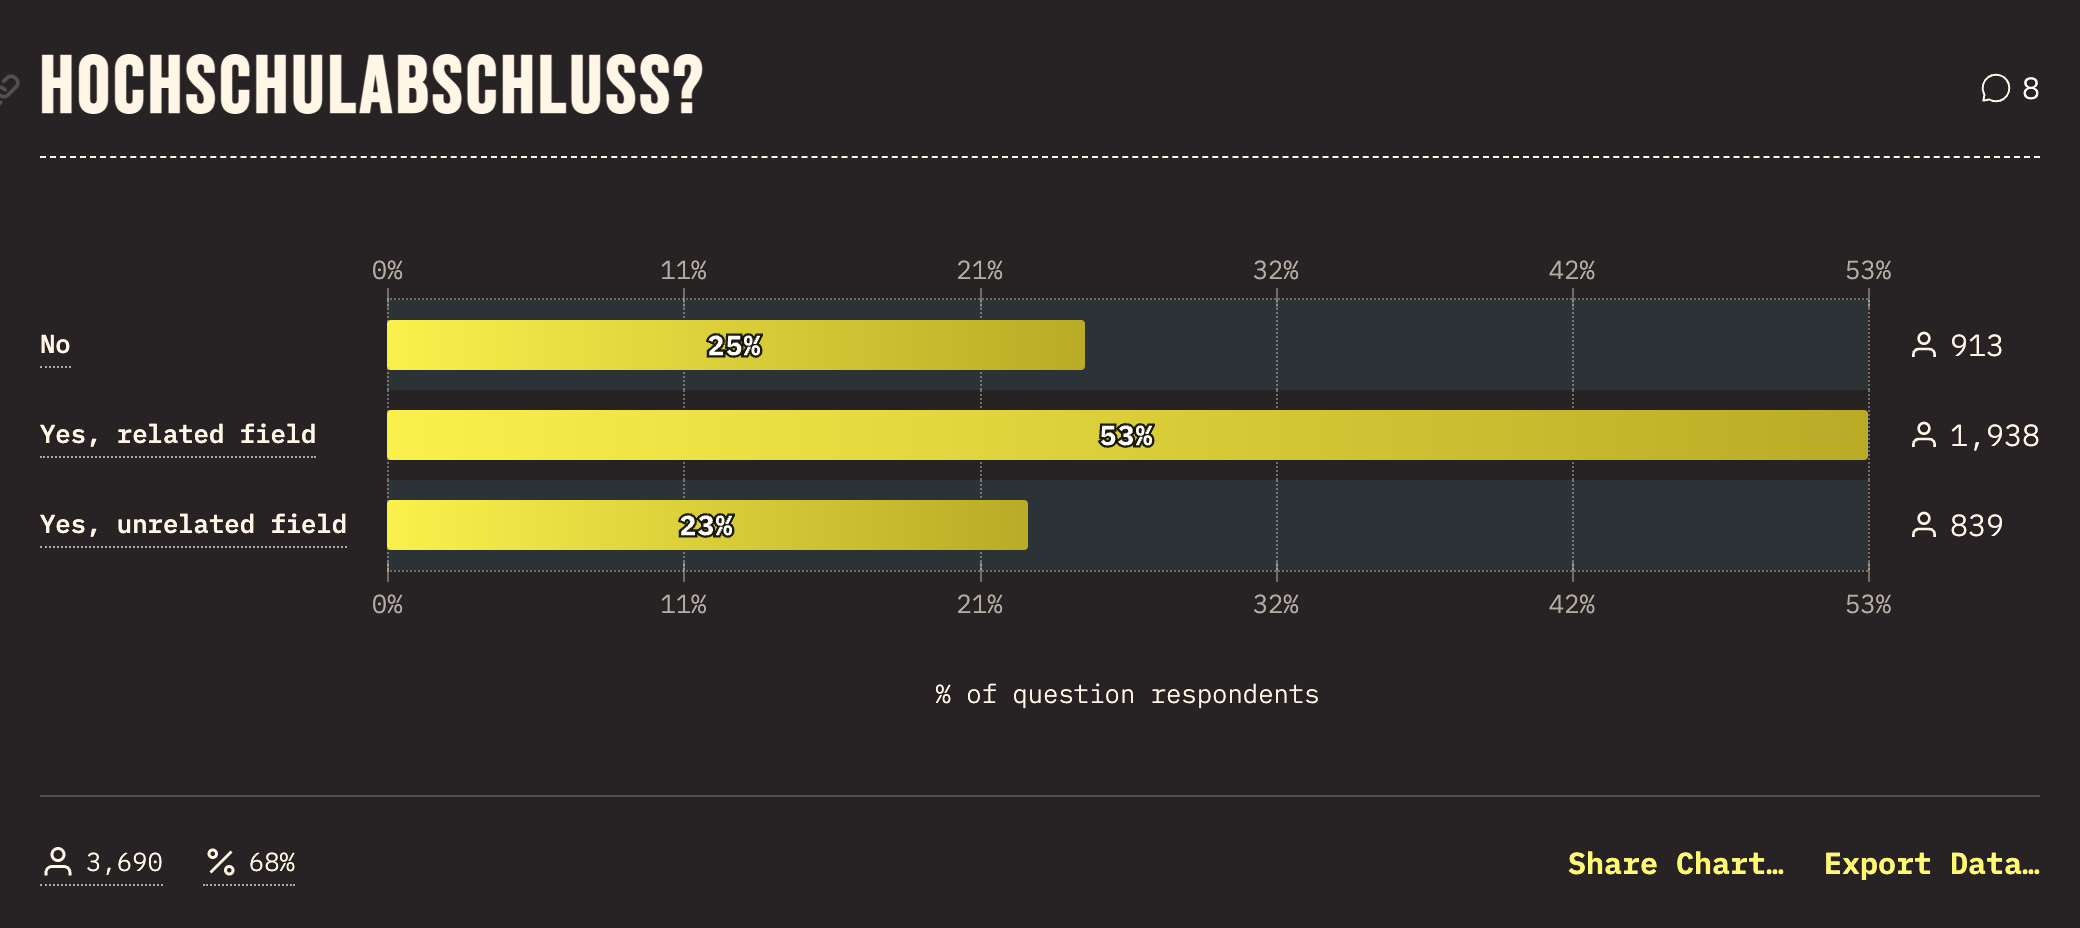 HOCHSCHULABSCHLUSS?
8
0% 11% 21% 32% 42% 53%
No 25% 913
Yes, related field 53% 1,938
Yes, unrelated field 23% 839
0% 11% 21% 32% 42% 53%
% of question respondents
3,690 % 68% Share Chart… Export Data…